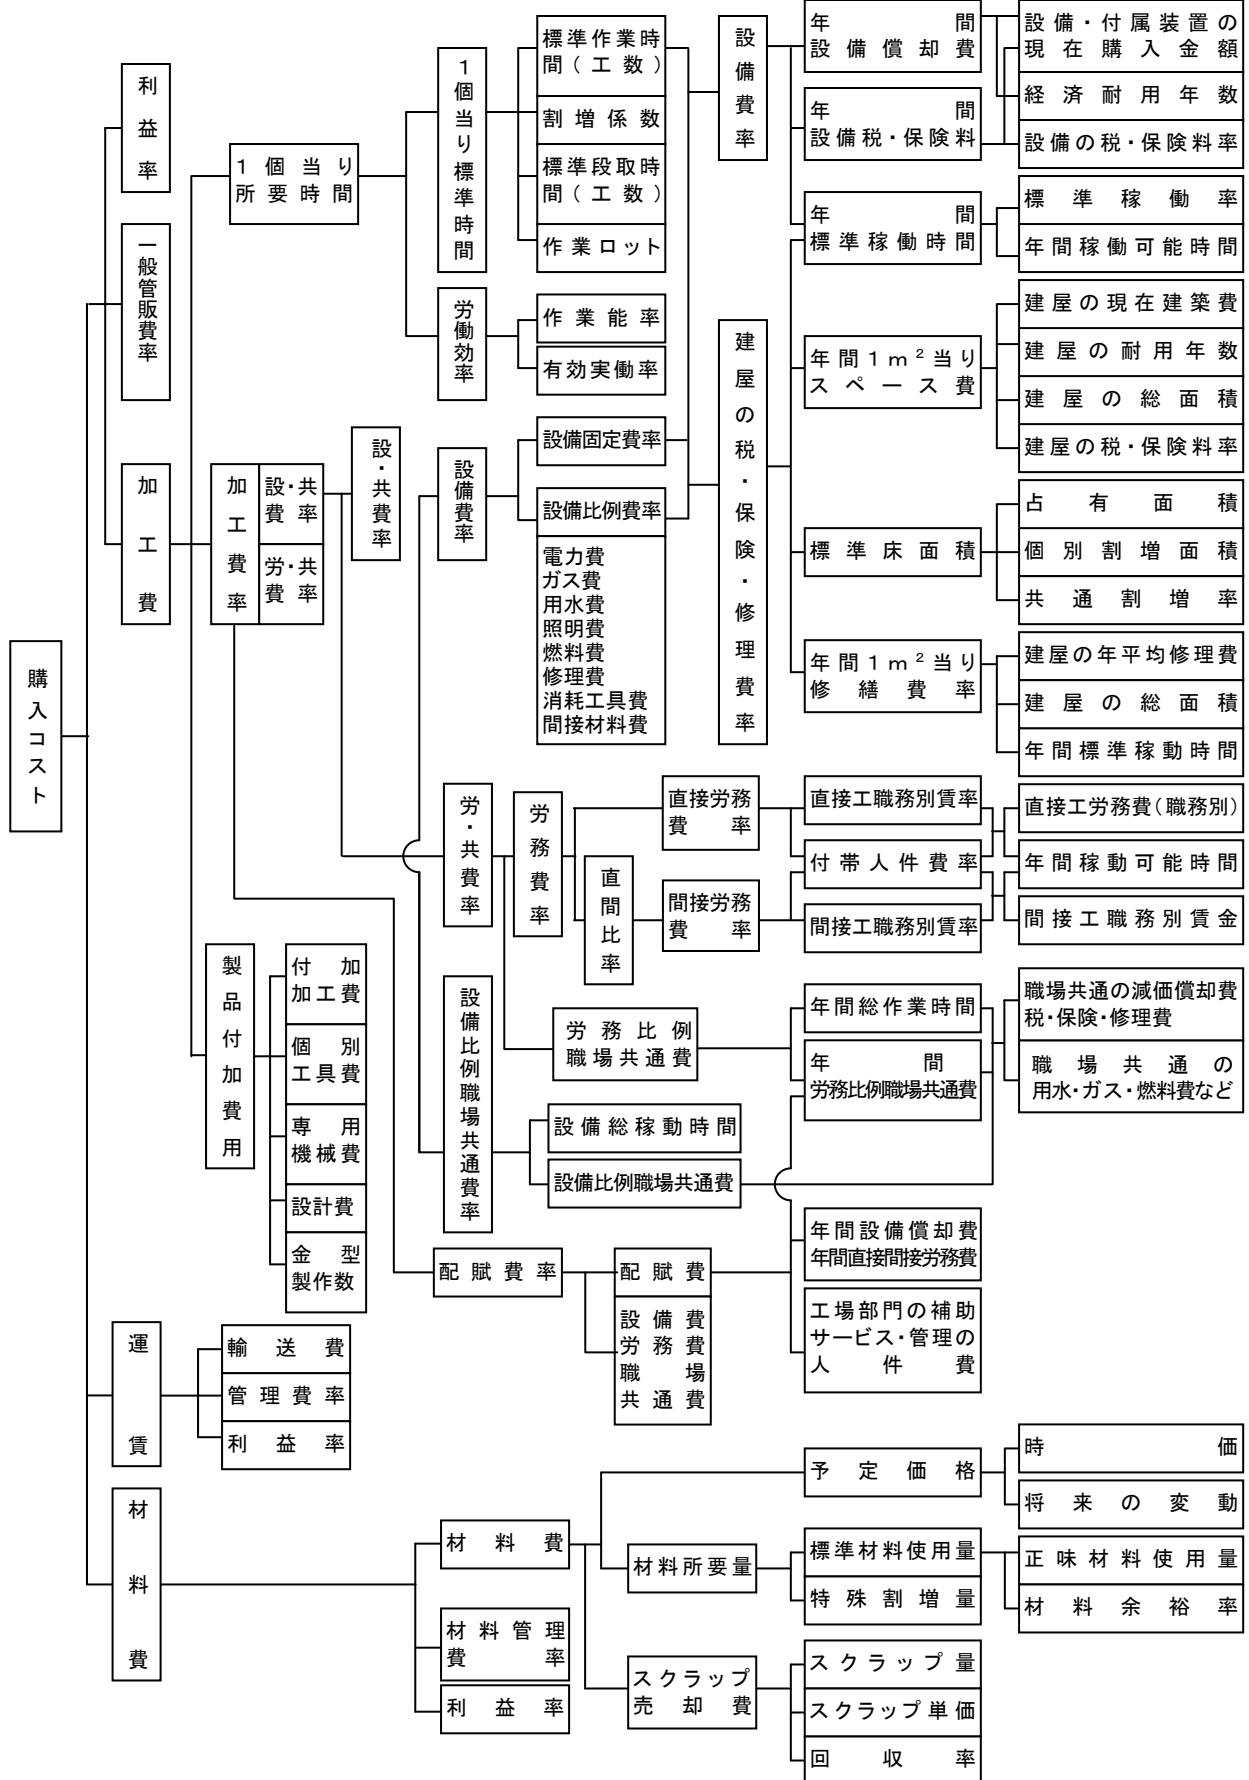 購入コスト
利益率
一般管販費率
加工費
運賃
材料費
1個当り
所要時間
加工費率
設・共
費率
労・共
費率
製品付加費用
付加
加工費
個別
工具費
専用
機械費
設計費
金型
製作数
輸送費
管理費率
利益率
設・共費率
1個当り標準時間
労働効率
標準作業時
間(工数)
割増係数
標準段取時
間(工数)
作業ロット
作業能率
有効実働率
設備費率
設備固定費率
設備比例費率
電力費
ガス費
用水費
照明費
燃料費
修理費
消耗工具費
間接材料費
設備費率
建屋の税・保険・修理費率
年間
設備償却費
年間
設備税・保険料
年間
標準稼働時間
年間1m²当り
スペース費
標準床面積
年間1m²当り
修繕費率
設備・付属装置の
現在購入金額
経済耐用年数
設備の税・保険料率
標準稼働率
年間稼働可能時間
建屋の現在建築費
建屋の耐用年数
建屋の総面積
建屋の税・保険料率
占有面積
個別割増面積
共通割増率
建屋の年平均修理費
建屋の総面積
年間標準稼動時間
労・共費率
労務費率
直間比率
直接労務
費率
間接労務
費率
直接工職務別賃率
付帯人件費率
間接工職務別賃率
直接工労務費(職務別)
年間稼動可能時間
間接工職務別賃金
設備比例職場共通費率
労務比例
職場共通費
設備総稼動時間
設備比例職場共通費
年間総作業時間
年間
労務比例職場共通費
職場共通の減価償却費
税・保険・修理費
職場共通の
用水・ガス・燃料費など
配賦費率
配賦費
設備費
労務費
職場
共通費
年間設備償却費
年間直接間接労務費
工場部門の補助
サービス・管理の
人件費
材料費
材料管理
費率
利益率
材料所要量
スクラップ
売却費
予定価格
標準材料使用量
特殊割増量
スクラップ量
スクラップ単価
回収率
時価
将来の変動
正味材料使用量
材料余裕率